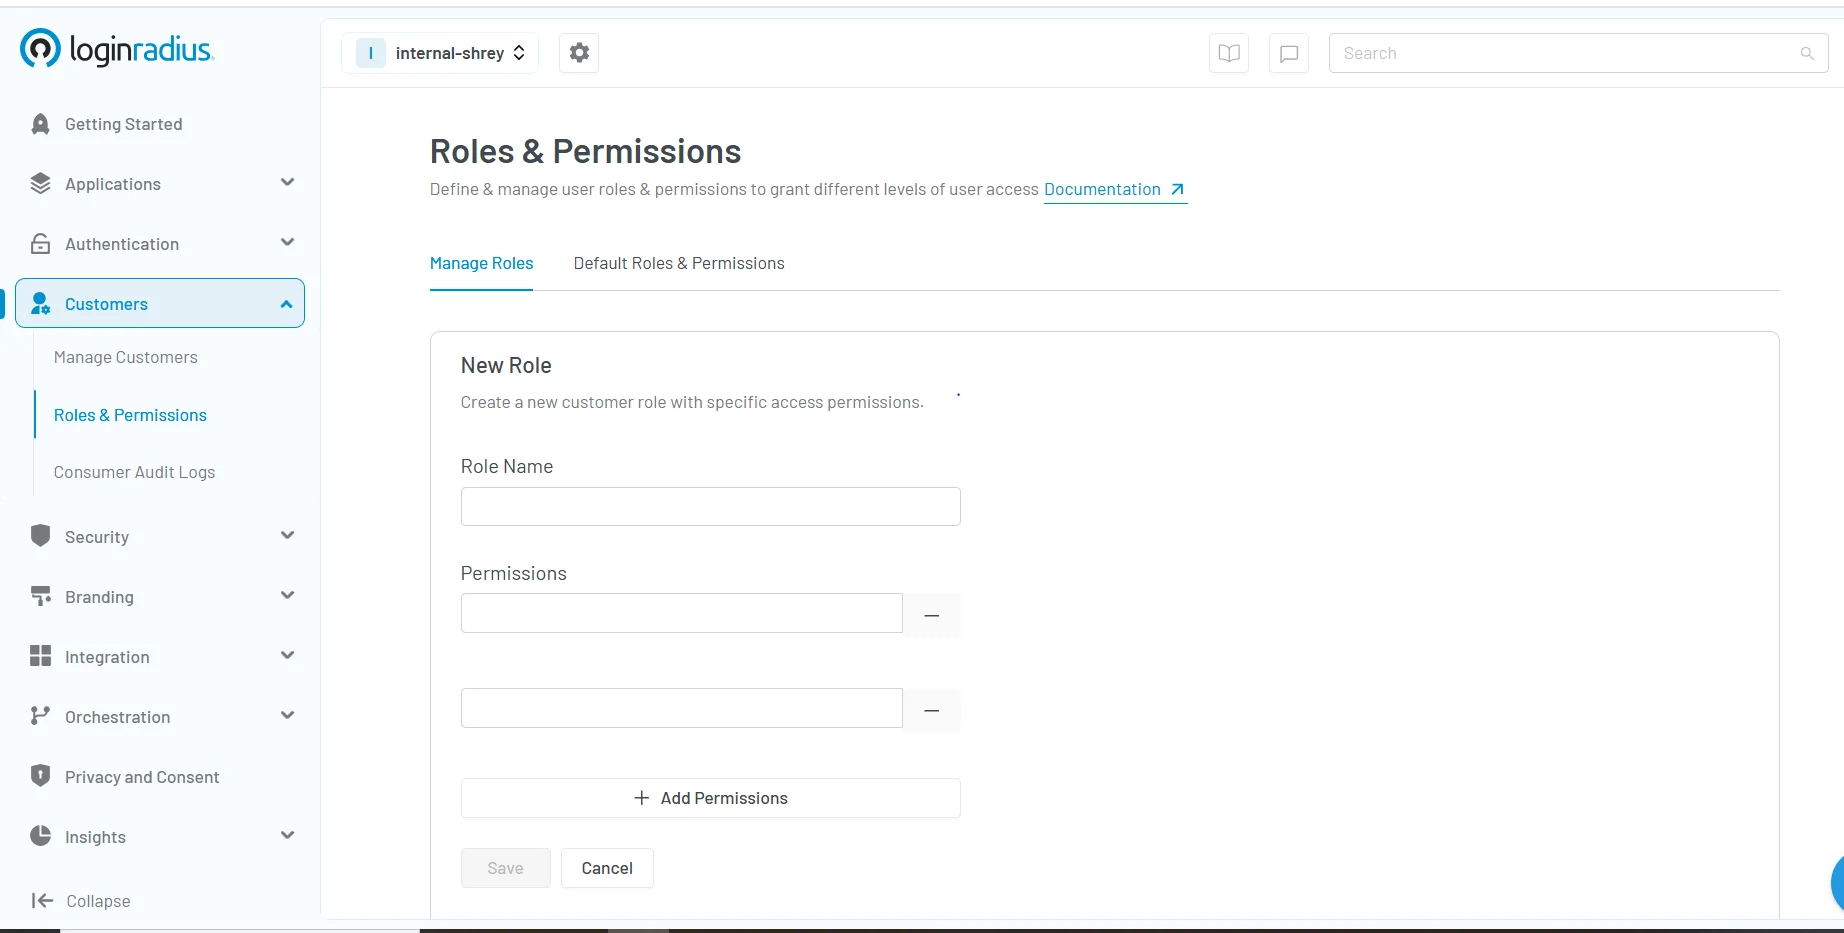 loginradius
I internal-shrey
Search
Getting Started
Applications
Authentication
Customers
Manage Customers
Roles & Permissions
Consumer Audit Logs
Security
Branding
Integration
Orchestration
Privacy and Consent
Insights
Collapse
Roles & Permissions
Define & manage user roles & permissions to grant different levels of user access Documentation
Manage Roles Default Roles & Permissions
New Role
Create a new customer role with specific access permissions.
Role Name
Permissions
Add Permissions
Save Cancel